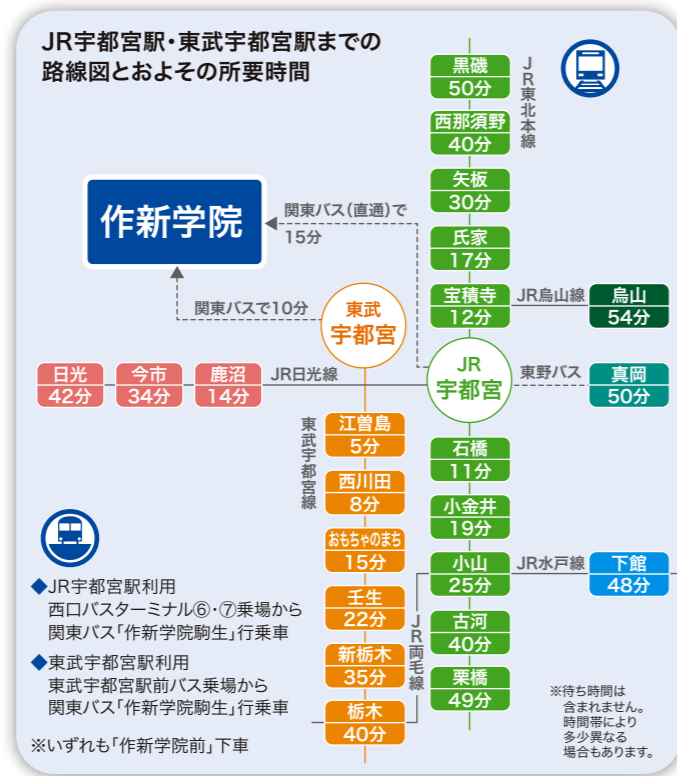 JR宇都宮駅・東武宇都宮駅までの
路線図とおよその所要時間
JR東北本線
黒磯
50分
西那須野
40分
矢板
30分
氏家
17分
宝積寺
12分
JR烏山線
烏山
54分
作新学院
関東バス(直通)で
15分
関東バスで10分
東武
宇都宮
JR
宇都宮
東野バス
真岡
50分
日光
42分
今市
34分
鹿沼
14分
JR日光線
東武宇都宮線
江曽島
5分
西川田
8分
おもちゃのまち
15分
壬生
22分
新栃木
35分
栃木
40分
JR両毛線
石橋
11分
小金井
19分
小山
25分
JR水戸線
下館
48分
古河
40分
栗橋
49分
◆JR宇都宮駅利用
西口バスターミナル⑥・⑦乗場から
関東バス「作新学院駒生」行乗車
◆東武宇都宮駅利用
東武宇都宮駅前バス乗場から
関東バス「作新学院駒生」行乗車
※いずれも「作新学院前」下車
※待ち時間は
含まれません。
時間帯により
多少異なる
場合もあります。